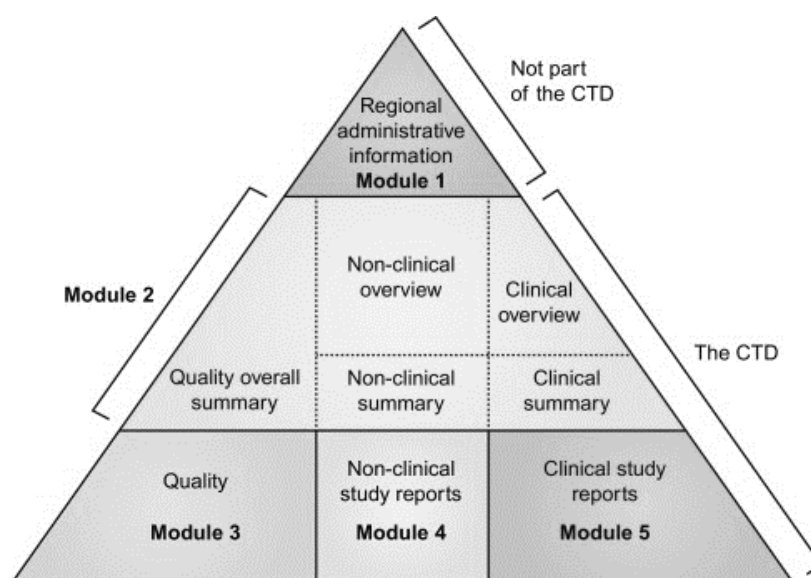 Not part
of the CTD
Regional
administrative
information
Module 1
Module 2
Non-clinical
overview
Clinical
overview
The CTD
Quality overall
summary
Non-clinical
summary
Clinical
summary
Quality
Module 3
Non-clinical
study reports
Module 4
Clinical study
reports
Module 5